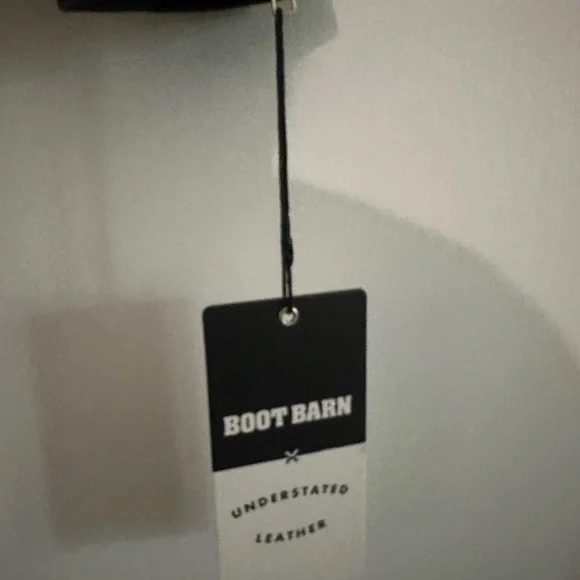 BOOT BARN
×
UNDERSTATED
LEATHER